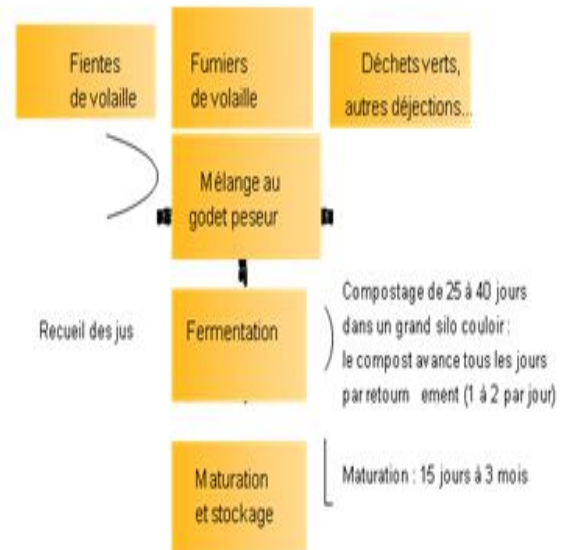 Fientes
de volaille
Fumiers
de volaille
Déchets verts,
autres déjections...
Mélange au
godet peseur
Recueil des jus
Fermentation
Compostage de 25 à 40 jours
dans un grand silo couloir :
le compost avance tous les jours
par retourn ement (1 à 2 par jour)
Maturation
et stockage
Maturation : 15 jours à 3 mois